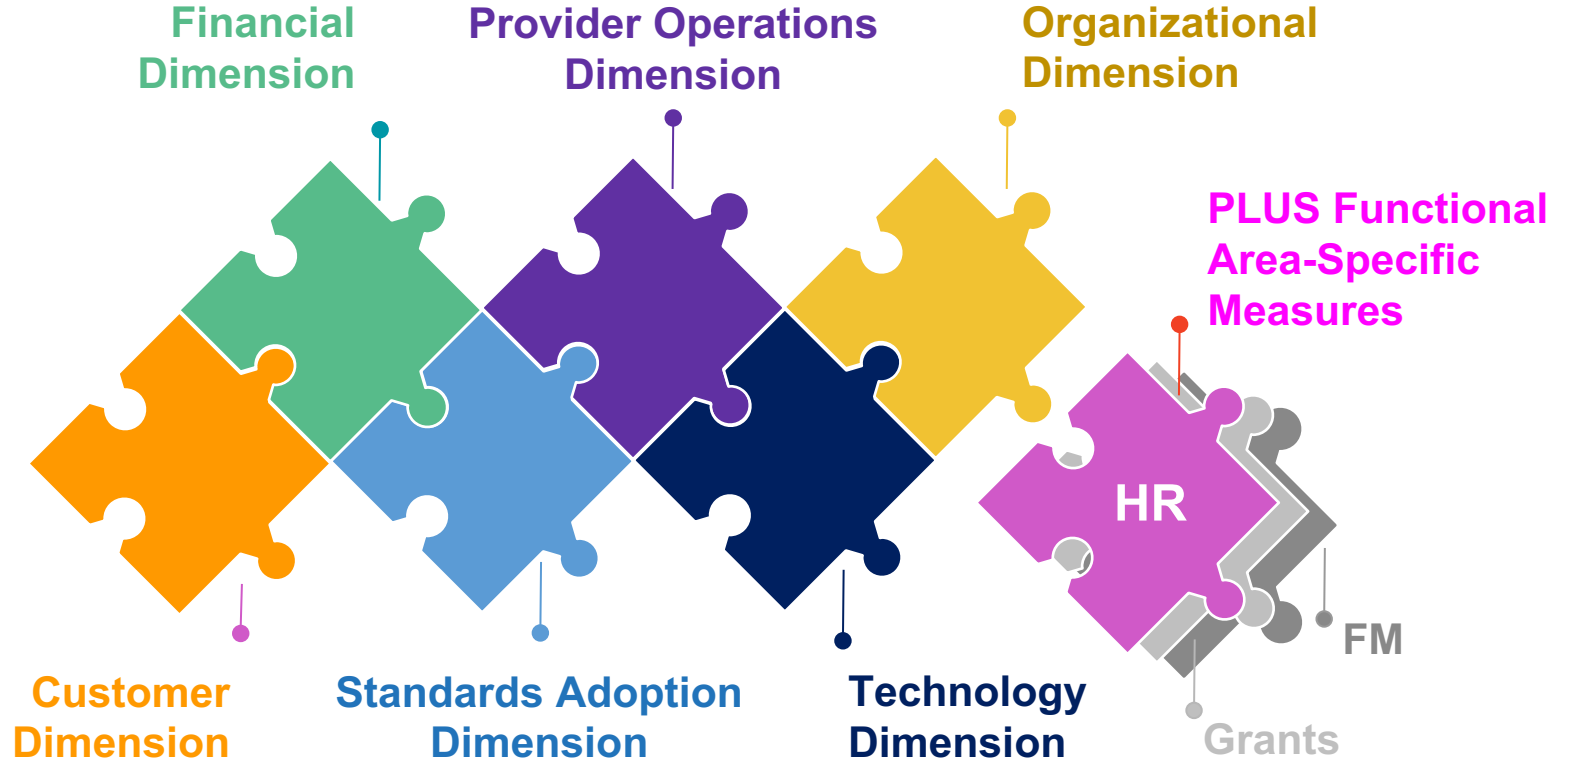 Financial
Dimension
Provider Operations
Dimension
Organizational
Dimension
PLUS Functional
Area-Specific
Measures
HR
FM
Grants
Customer
Dimension
Standards Adoption
Dimension
Technology
Dimension